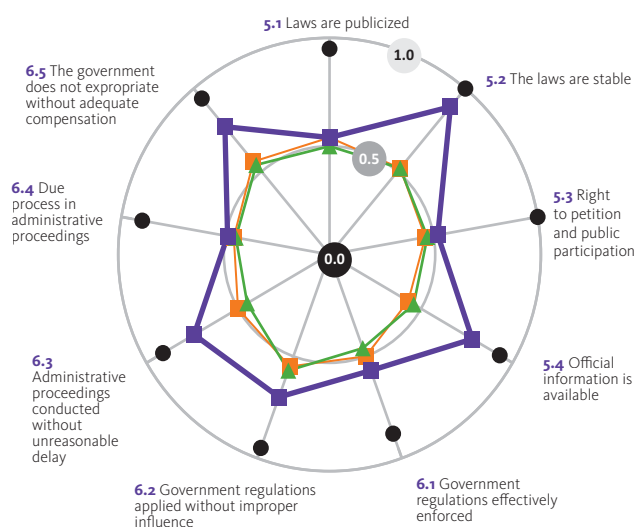 5.1 Laws are publicized
1.0
5.2 The laws are stable
0.5
5.3 Right
to petition
and public
participation
0.0
5.4 Official
information is
available
6.1 Government
regulations effectively
enforced
6.2 Government regulations
applied without improper
influence
6.3
Administrative
proceedings
conducted
without
unreasonable
delay
6.4 Due
process in
administrative
proceedings
6.5 The government
does not expropriate
without adequate
compensation